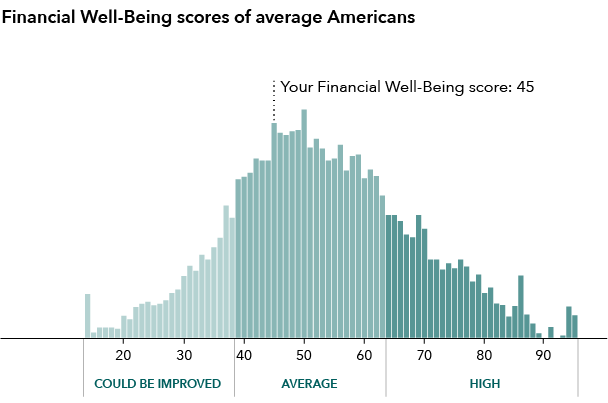 Financial Well-Being scores of average Americans
Your Financial Well-Being score: 45
20 30 40 50 60 70 80 90
COULD BE IMPROVED AVERAGE HIGH